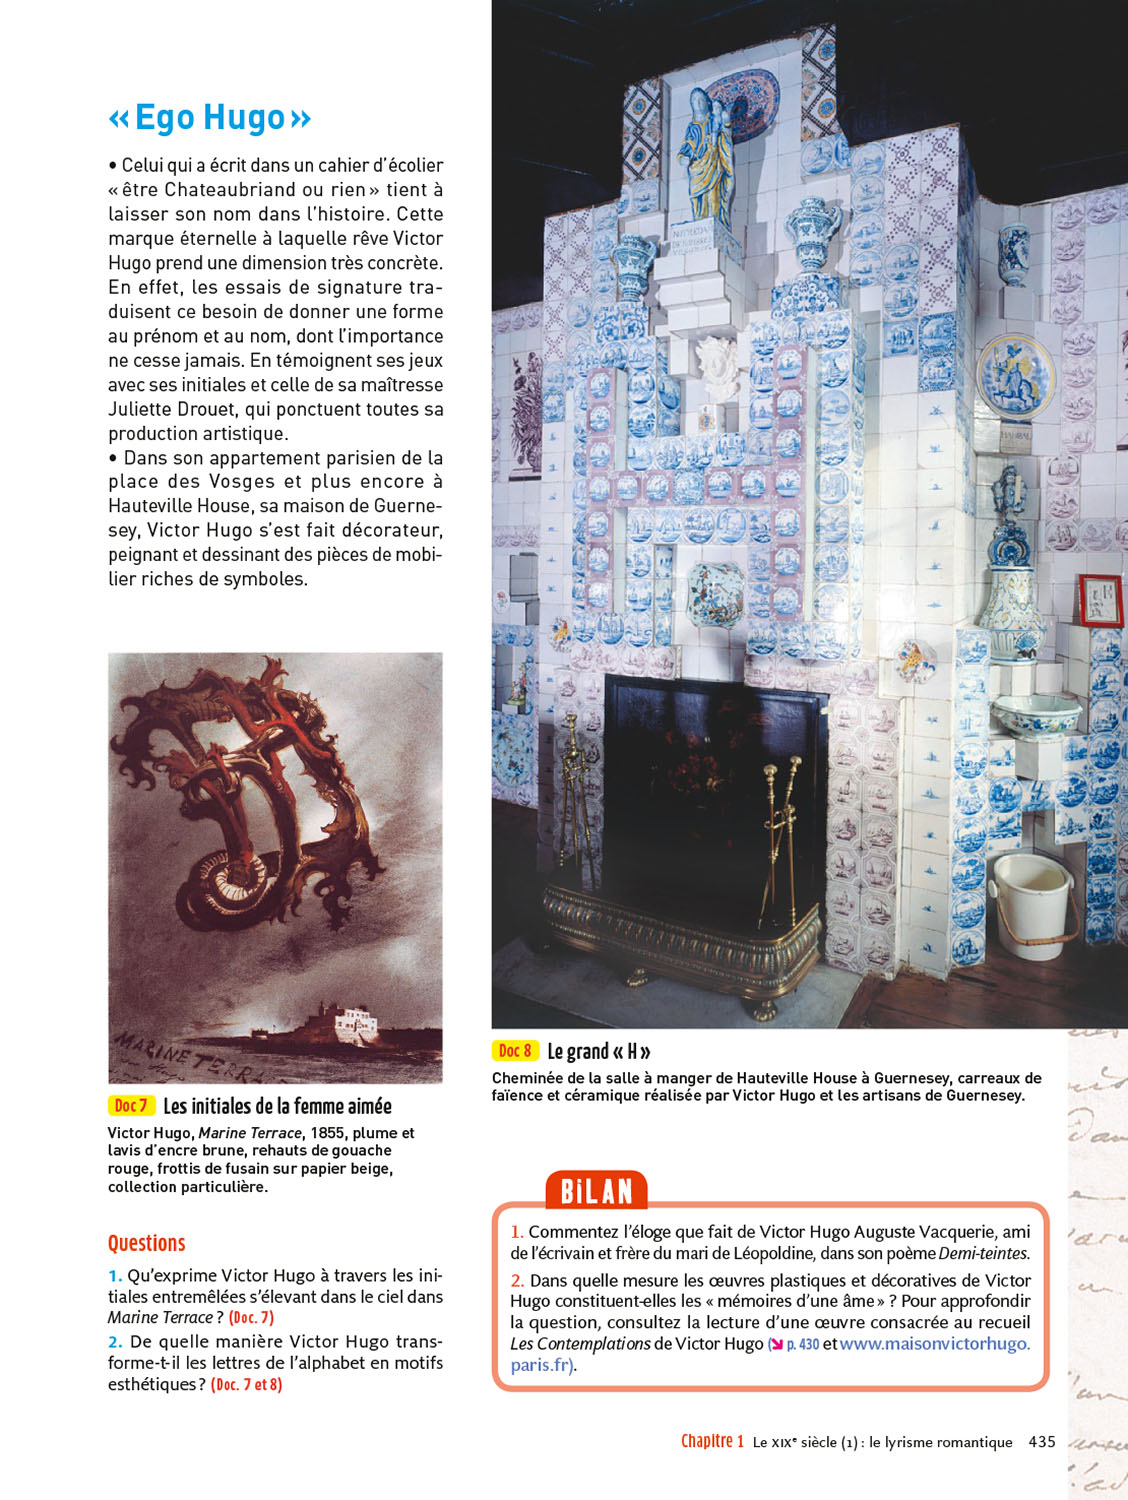 « Ego Hugo »
• Celui qui a écrit dans un cahier d’écolier
« être Chateaubriand ou rien » tient à
laisser son nom dans l’histoire. Cette
marque éternelle à laquelle rêve Victor
Hugo prend une dimension très concrète.
En effet, les essais de signature tra-
duisent ce besoin de donner une forme
au prénom et au nom, dont l’importance
ne cesse jamais. En témoignent ses jeux
avec ses initiales et celle de sa maîtresse
Juliette Drouet, qui ponctuent toutes sa
production artistique.
• Dans son appartement parisien de la
place des Vosges et plus encore à
Hauteville House, sa maison de Guerne-
sey, Victor Hugo s’est fait décorateur,
peignant et dessinant des pièces de mobi-
lier riches de symboles.
MARINE TERRA
Doc 7 Les initiales de la femme aimée
Victor Hugo, Marine Terrace, 1855, plume et
lavis d’encre brune, rehauts de gouache
rouge, frottis de fusain sur papier beige,
collection particulière.
Questions
1. Qu’exprime Victor Hugo à travers les ini-
tiales entremêlées s’élevant dans le ciel dans
Marine Terrace ? (Doc. 7)
2. De quelle manière Victor Hugo trans-
forme-t-il les lettres de l’alphabet en motifs
esthétiques ? (Doc. 7 et 8)
H
Doc 8 Le grand « H »
Cheminée de la salle à manger de Hauteville House à Guernesey, carreaux de
faïence et céramique réalisée par Victor Hugo et les artisans de Guernesey.
BILAN
1. Commentez l’éloge que fait de Victor Hugo Auguste Vacquerie, ami
de l’écrivain et frère du mari de Léopoldine, dans son poème Demi-teintes.
2. Dans quelle mesure les œuvres plastiques et décoratives de Victor
Hugo constituent-elles les « mémoires d’une âme » ? Pour approfondir
la question, consultez la lecture d’une œuvre consacrée au recueil
Les Contemplations de Victor Hugo (➘ p. 430 et www.maisonvictorhugo.
paris.fr).
Chapitre 1 Le XIXe siècle (1) : le lyrisme romantique 435